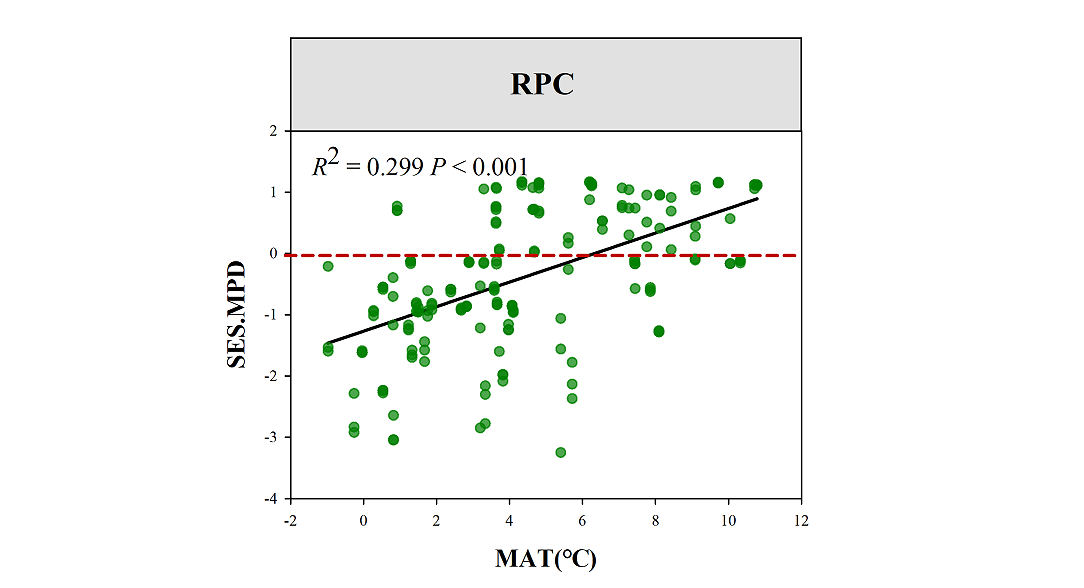 RPC
R² = 0.299 P < 0.001
SES.MPD
2
1
0
-1
-2
-3
-4
-2 0 2 4 6 8 10 12
MAT(℃)